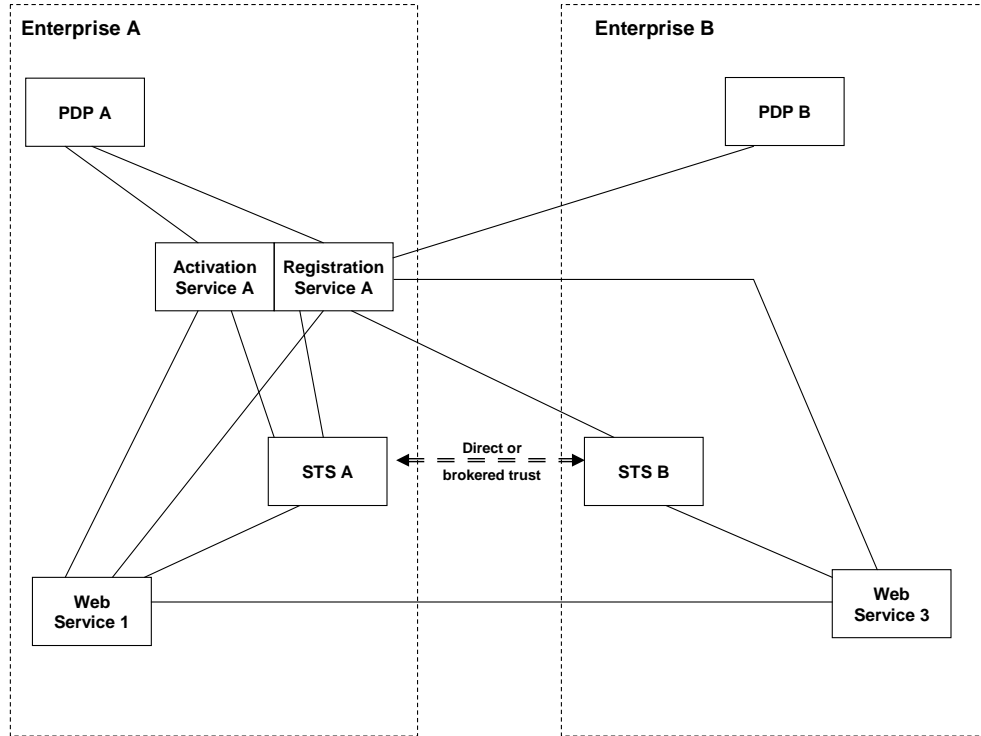 Enterprise A
Enterprise B
PDP A
PDP B
Activation
Service A
Registration
Service A
Direct or
brokered trust
STS A
STS B
Web
Service 1
Web
Service 3